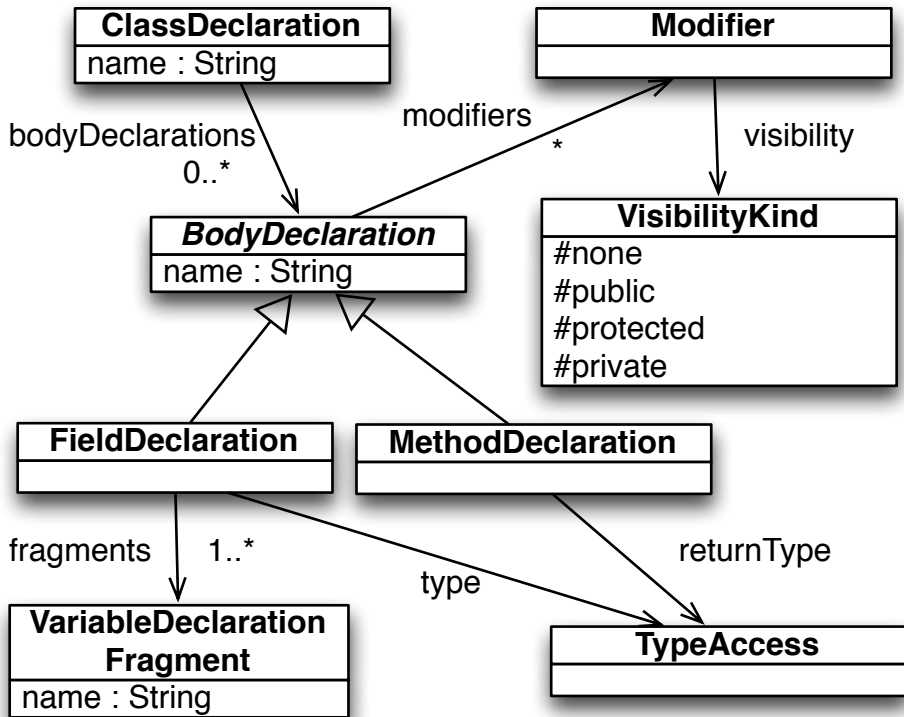 ClassDeclaration
name : String
Modifier
bodyDeclarations
0..*
modifiers
*
visibility
BodyDeclaration
name : String
VisibilityKind
#none
#public
#protected
#private
FieldDeclaration
MethodDeclaration
fragments
1..*
type
returnType
VariableDeclaration
Fragment
name : String
TypeAccess